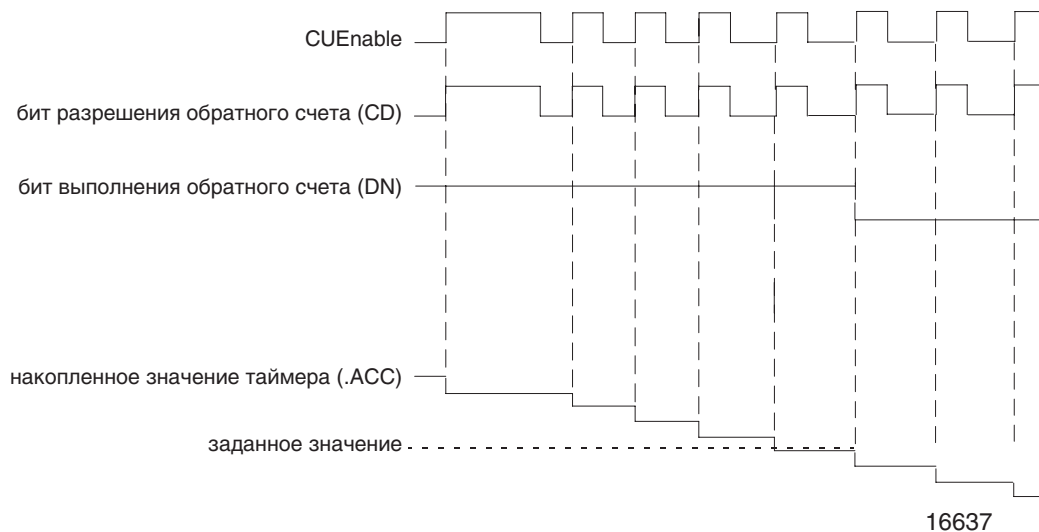 CUEnable
бит разрешения обратного счета (CD)
бит выполнения обратного счета (DN)
накопленное значение таймера (.ACC)
заданное значение
16637